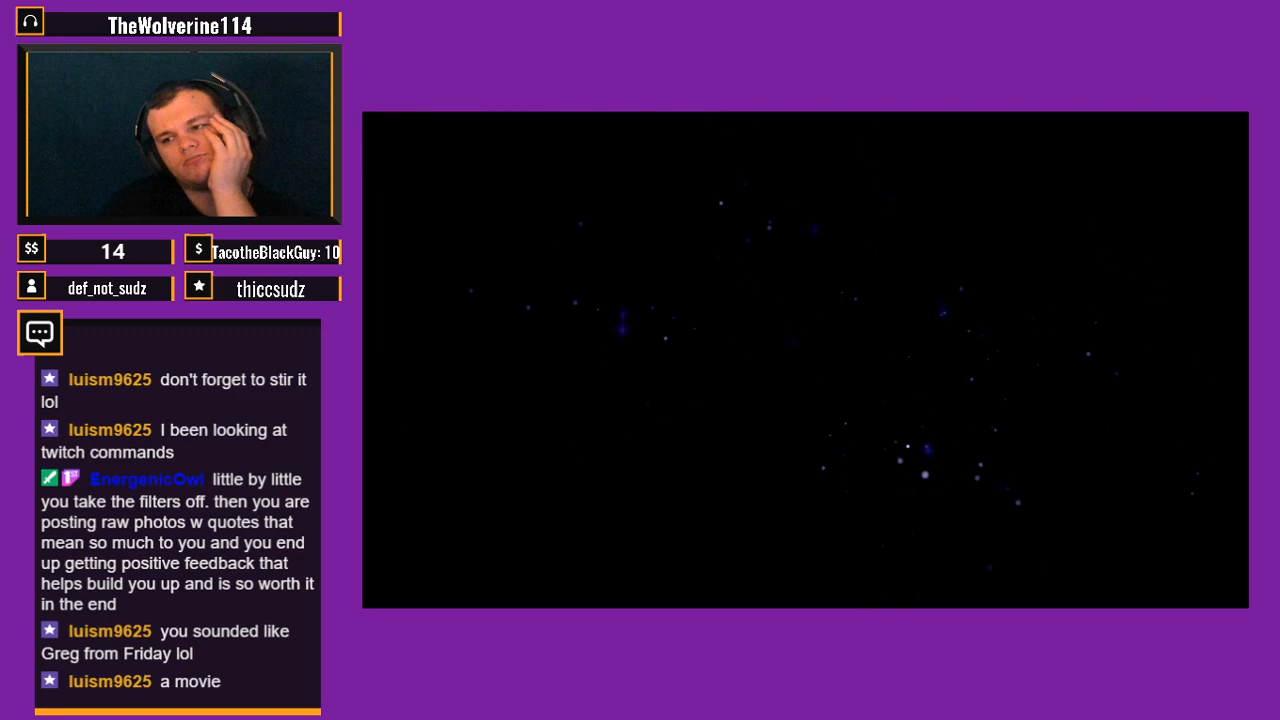 TheWolverine114
$$ 14
$ TacotheBlackGuy: 10
def_not_sudz
thiccsudz
luism9625 don't forget to stir it
lol
luism9625 I been looking at
twitch commands
1ST EnergenicOwl little by little
you take the filters off. then you are
posting raw photos w quotes that
mean so much to you and you end
up getting positive feedback that
helps build you up and is so worth it
in the end
luism9625 you sounded like
Greg from Friday lol
luism9625 a movie